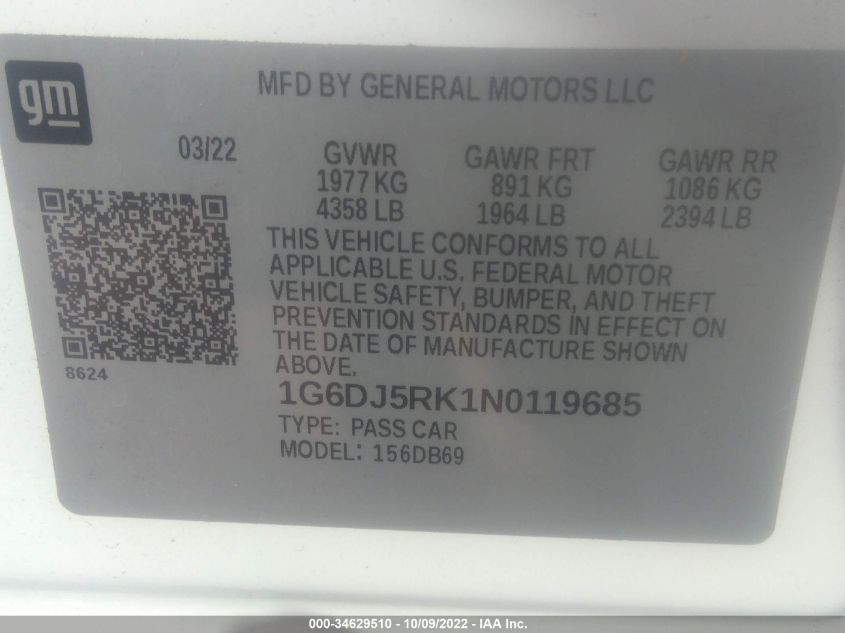 gm
MFD BY GENERAL MOTORS LLC
03/22
GVWR
1977 KG
4358 LB
GAWR FRT
891 KG
1964 LB
GAWR RR
1086 KG
2394 LB
THIS VEHICLE CONFORMS TO ALL
APPLICABLE U.S. FEDERAL MOTOR
VEHICLE SAFETY, BUMPER, AND THEFT
PREVENTION STANDARDS IN EFFECT ON
THE DATE OF MANUFACTURE SHOWN
ABOVE.
8624
1G6DJ5RK1N0119685
TYPE: PASS CAR
MODEL: 156DB69
000-34629510 - 10/09/2022 - IAA Inc.